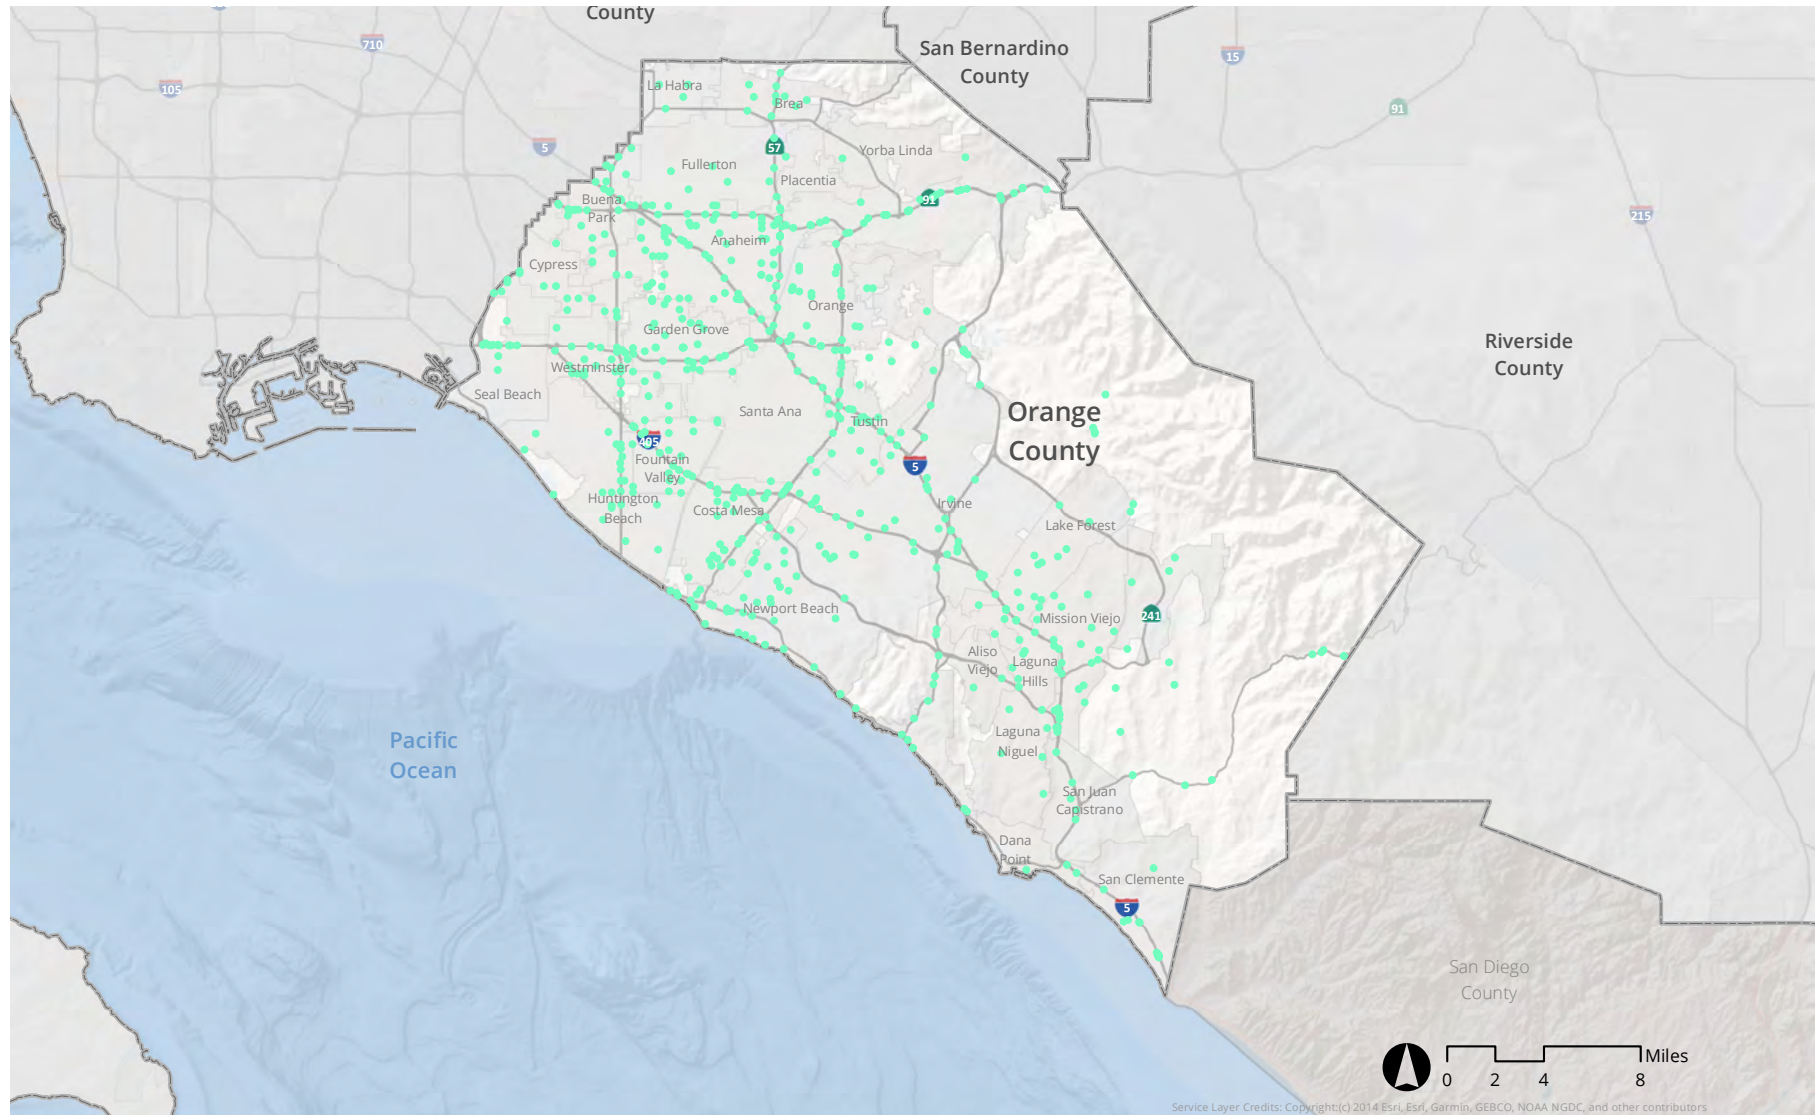 County
San Bernardino
County
710
105
5
15
91
215
La Habra
Brea
57
Yorba Linda
Fullerton
Placentia
91
Buena
Park
Anaheim
Cypress
Orange
Garden Grove
Riverside
County
Westminster
Seal Beach
Santa Ana
Tustin
Orange
County
405
Fountain
Valley
5
Huntington
Beach
Costa Mesa
Irvine
Lake Forest
Newport Beach
Mission Viejo
241
Aliso
Viejo
Laguna
Hills
Laguna
Niguel
Pacific
Ocean
San Juan
Capistrano
Dana
Point
San Clemente
5
San Diego
County
Miles
0 2 4 8
Service Layer Credits: Copyright:(c) 2014 Esri, Esri, Garmin, GEBCO, NOAA NGDC, and other contributors